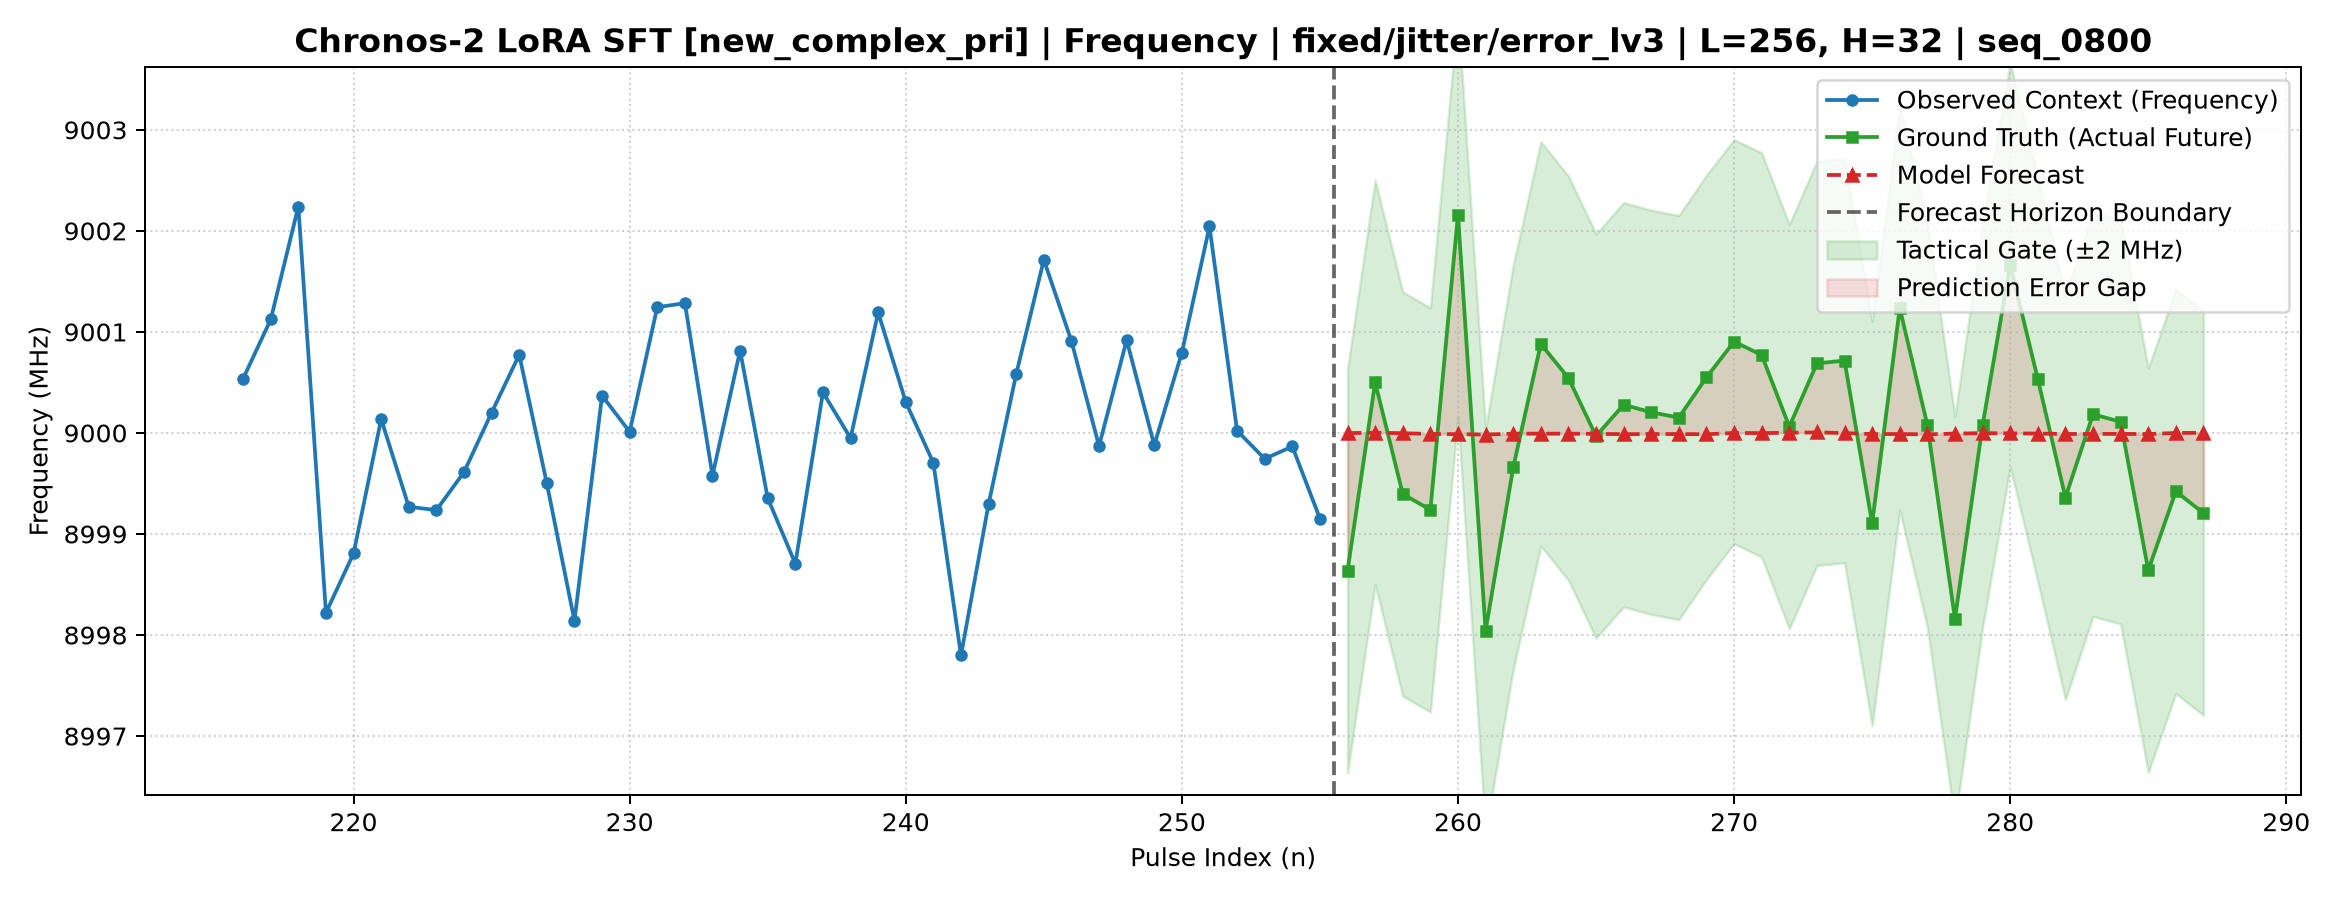 Chronos-2 LoRA SFT [new_complex_pri] | Frequency | fixed/jitter/error_lv3 | L=256, H=32 | seq_0800
Frequency (MHz)
9003
9002
9001
9000
8999
8998
8997
Observed Context (Frequency)
Ground Truth (Actual Future)
Model Forecast
Forecast Horizon Boundary
Tactical Gate (±2 MHz)
Prediction Error Gap
220
230
240
250
260
270
280
290
Pulse Index (n)